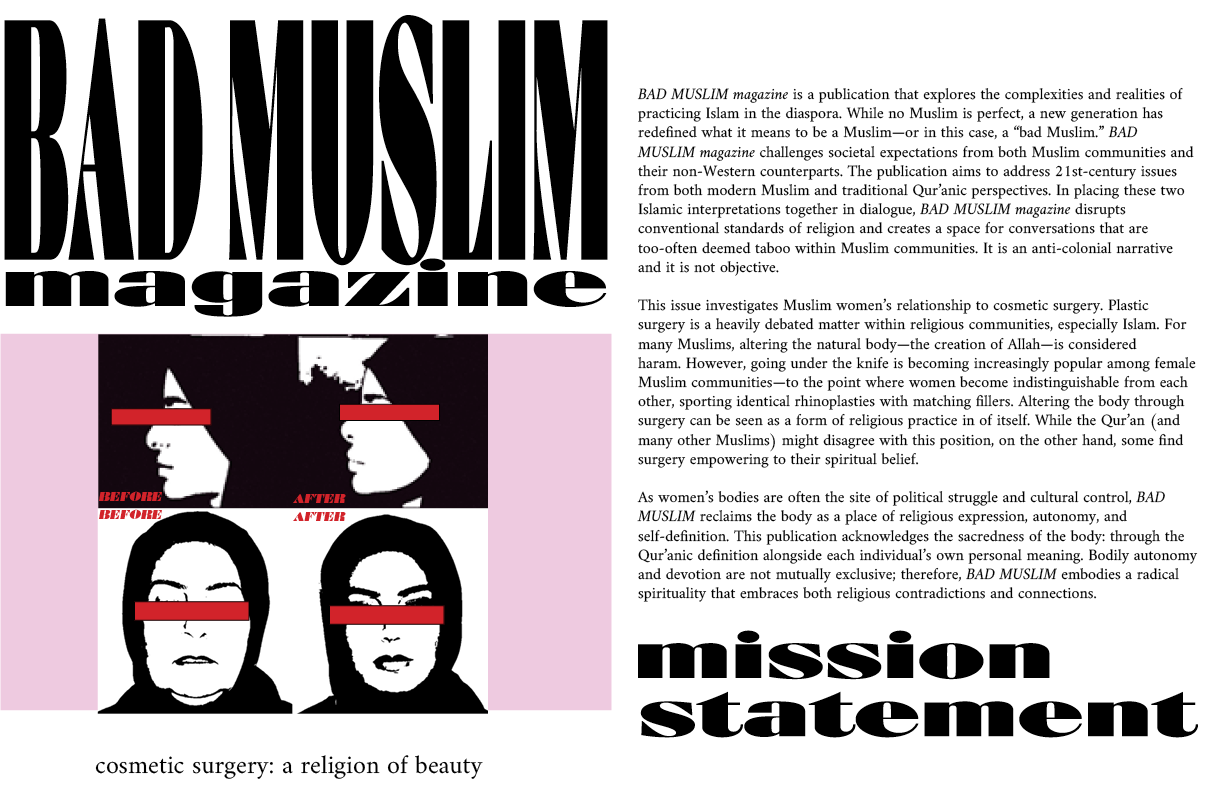 BAD MUSLIM
magazine
BEFORE
AFTER
BEFORE
AFTER
cosmetic surgery: a religion of beauty
BAD MUSLIM magazine is a publication that explores the complexities and realities of
practicing Islam in the diaspora. While no Muslim is perfect, a new generation has
redefined what it means to be a Muslim—or in this case, a “bad Muslim.” BAD
MUSLIM magazine challenges societal expectations from both Muslim communities and
their non-Western counterparts. The publication aims to address 21st-century issues
from both modern Muslim and traditional Qur’anic perspectives. In placing these two
Islamic interpretations together in dialogue, BAD MUSLIM magazine disrupts
conventional standards of religion and creates a space for conversations that are
too-often deemed taboo within Muslim communities. It is an anti-colonial narrative
and it is not objective.
This issue investigates Muslim women’s relationship to cosmetic surgery. Plastic
surgery is a heavily debated matter within religious communities, especially Islam. For
many Muslims, altering the natural body—the creation of Allah—is considered
haram. However, going under the knife is becoming increasingly popular among female
Muslim communities—to the point where women become indistinguishable from each
other, sporting identical rhinoplasties with matching fillers. Altering the body through
surgery can be seen as a form of religious practice in of itself. While the Qur’an (and
many other Muslims) might disagree with this position, on the other hand, some find
surgery empowering to their spiritual belief.
As women’s bodies are often the site of political struggle and cultural control, BAD
MUSLIM reclaims the body as a place of religious expression, autonomy, and
self-definition. This publication acknowledges the sacredness of the body: through the
Qur’anic definition alongside each individual’s own personal meaning. Bodily autonomy
and devotion are not mutually exclusive; therefore, BAD MUSLIM embodies a radical
spirituality that embraces both religious contradictions and connections.
mission
statement